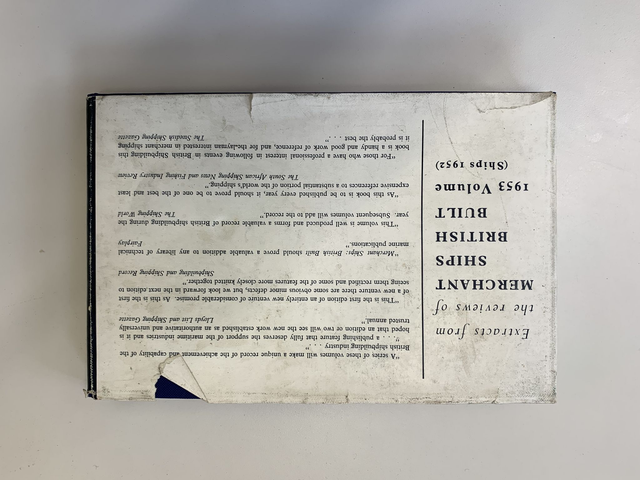 Extracts from
the reviews of
MERCHANT
SHIPS
BRITISH
BUILT
1953 Volume
(Ships 1952)
"A series of these volumes will make a unique record of the achievement and capability of the
British shipbuilding industry . . ."
". . . a publishing feature that fully deserves the support of the maritime industries and it is
hoped that an edition or two will see the new work established as an authoritative and universally
trusted annual." Lloyds List and Shipping Gazette
"This is the first edition of an entirely new venture of considerable promise. As this is the first
of a new venture there are some obvious minor defects, but we look forward in the next edition to
seeing them rectified and some of the features more closely knitted together."
Shipbuilding and Shipping Record
"Merchant Ships: British Built should prove a valuable addition to any library of technical
marine publications." Fairplay
"This volume is well produced and forms a valuable record of British shipbuilding during the
year. Subsequent volumes will add to the record." The Shipping World
"As this book is to be published every year, it should prove to be one of the best and least
expensive references to a substantial portion of the world's shipping."
The South African Shipping News and Fishing Industry Review
"For those who have a professional interest in following events in British Shipbuilding this
book is a handy and good work of reference, and for the layman interested in merchant shipping
it is probably the best . . ." The Swedish Shipping Gazette